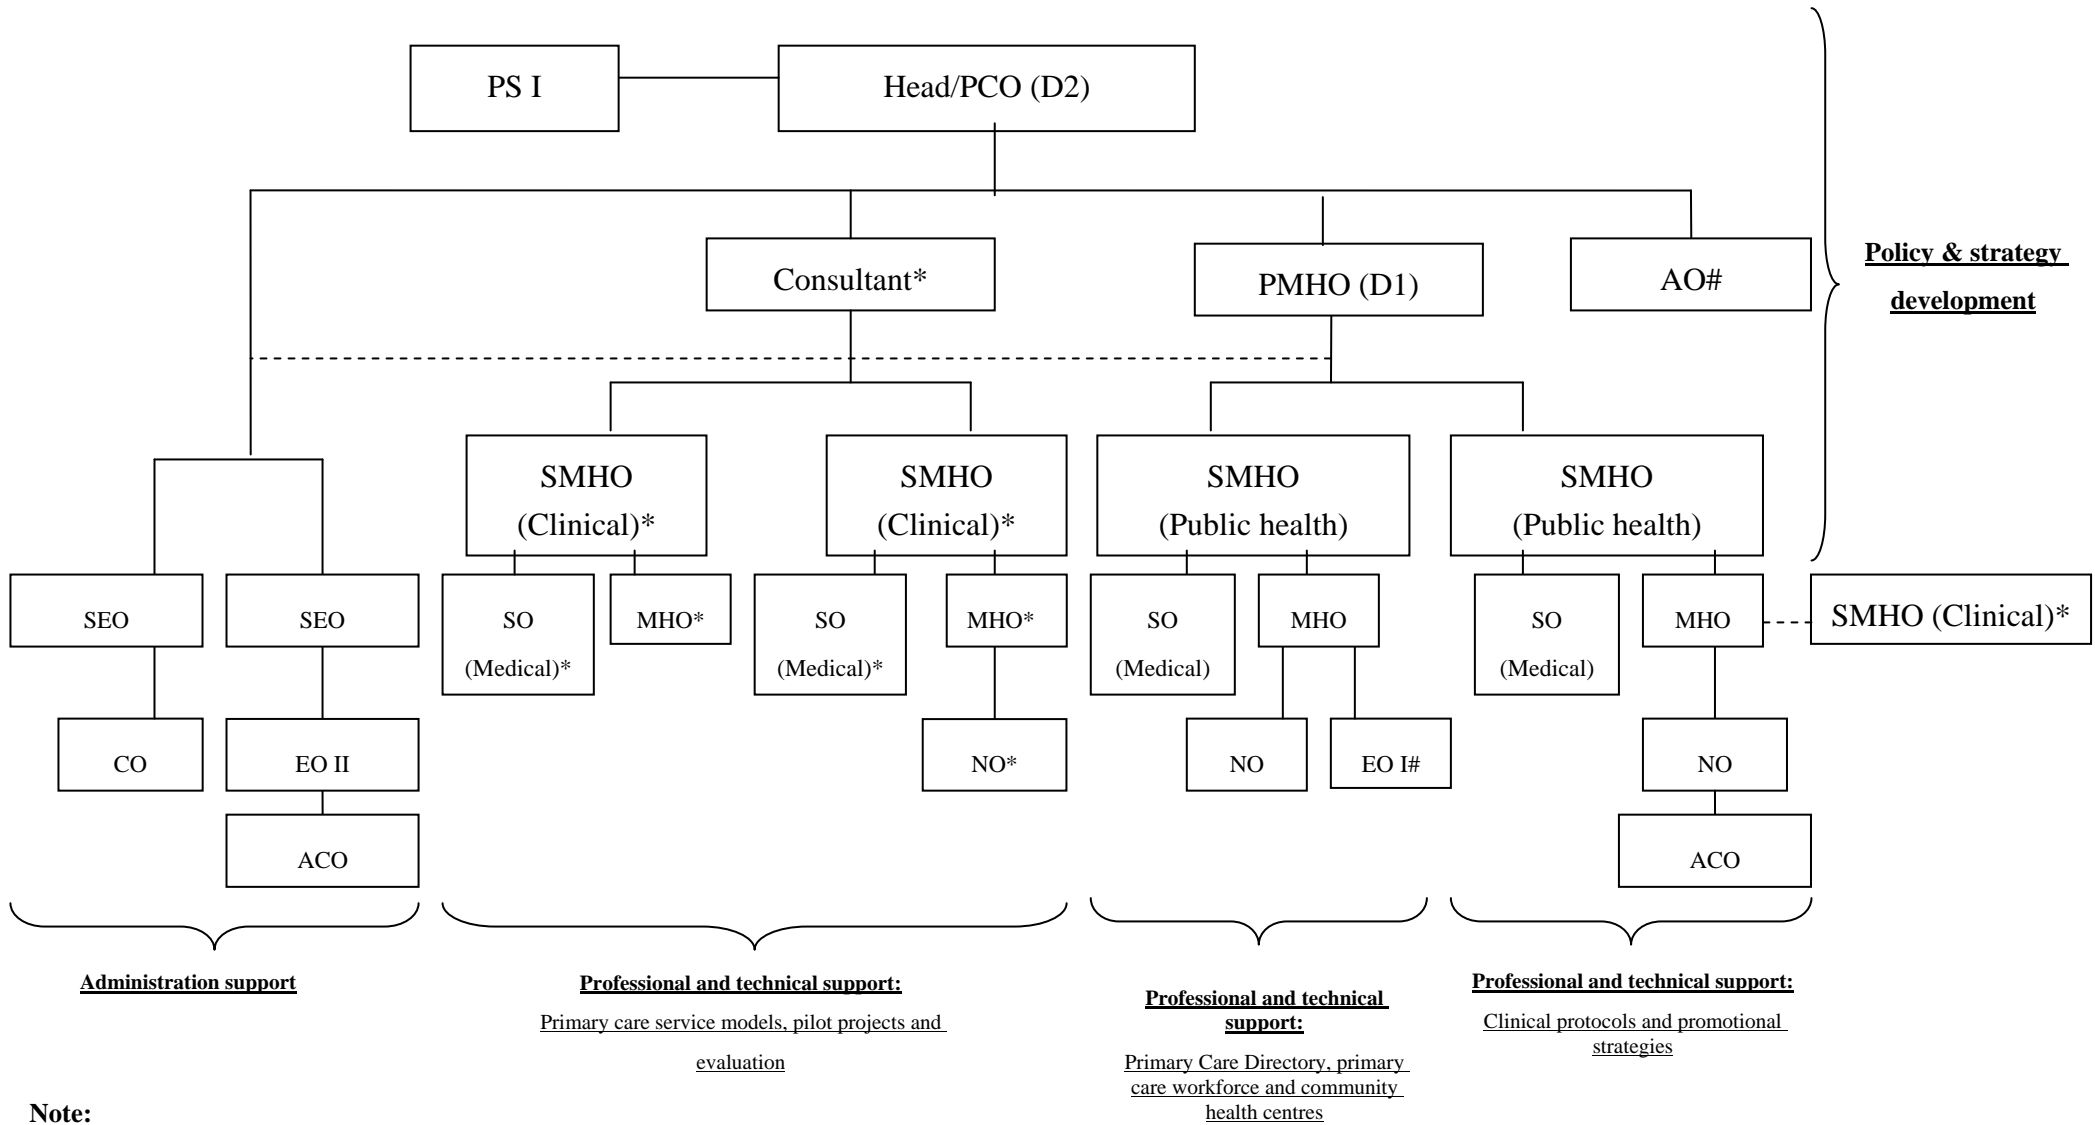 PS I
Head/PCO (D2)
Consultant*
PMHO (D1)
AO#
Policy & strategy
development
SMHO
(Clinical)*
SMHO
(Clinical)*
SMHO
(Public health)
SMHO
(Public health)
SEO
SEO
SO
(Medical)*
MHO*
SO
(Medical)*
MHO*
SO
(Medical)
MHO
SO
(Medical)
MHO
SMHO (Clinical)*
CO
EO II
NO*
NO
EO I#
NO
ACO
ACO
Administration support
Professional and technical support:
Primary care service models, pilot projects and
evaluation
Professional and technical
support:
Primary Care Directory, primary
care workforce and community
health centres
Professional and technical support:
Clinical protocols and promotional
strategies
Note: